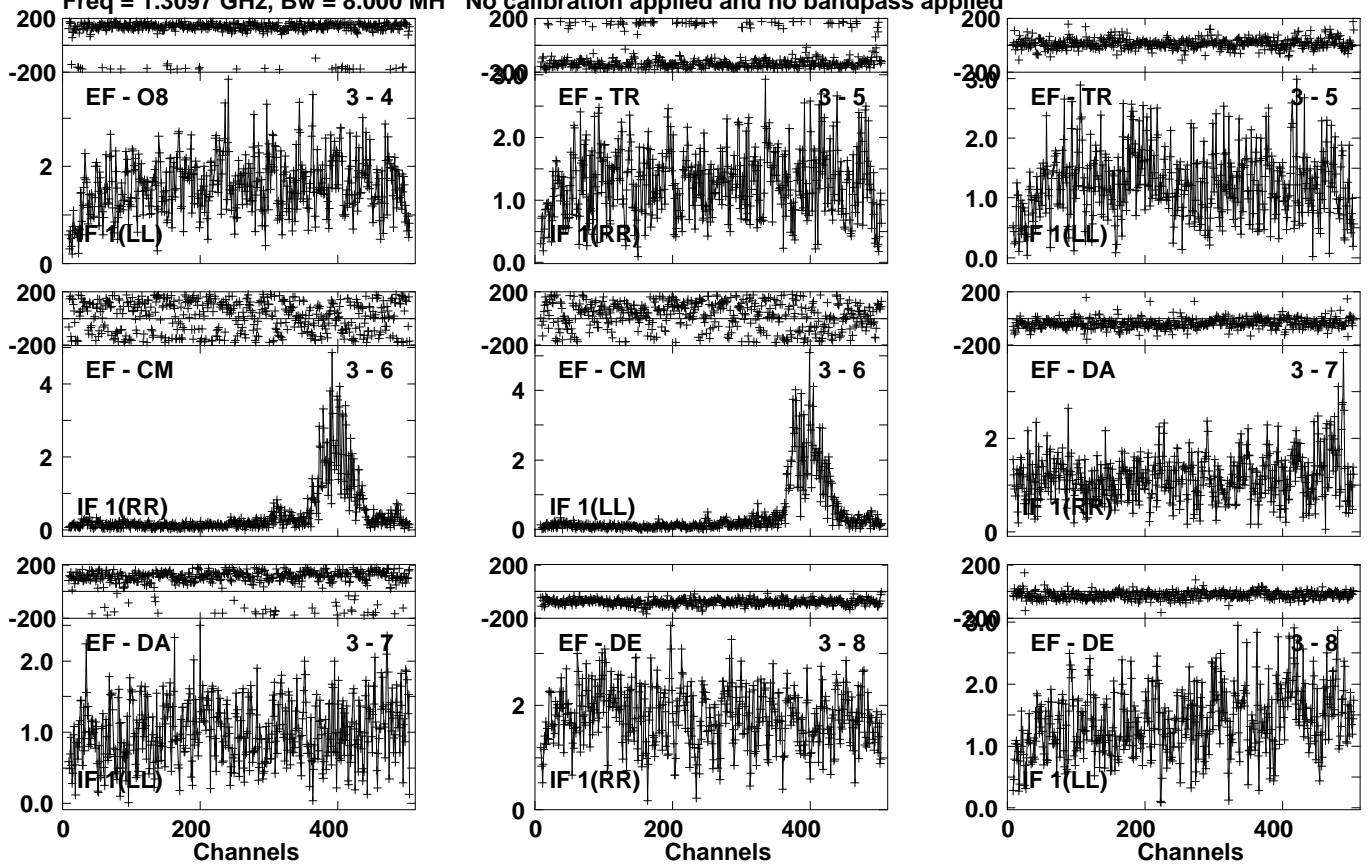 Freq = 1.3097 GHz, Bw = 8.000 MH No calibration applied and no bandpass applied
200 200 200
-200 -200 -200
3.0 3.0
EF - O8 3 - 4 EF - TR 3 - 5 EF - TR 3 - 5
2 2.0 2.0
1.0 1.0
IF 1(LL) IF 1(RR) IF 1(LL)
0 0.0 0.0
200 200 200
-200 -200 -200
EF - CM 3 - 6 EF - CM 3 - 6 EF - DA 3 - 7
4 4 2
2 2
IF 1(RR) IF 1(LL) IF 1(RR)
0 0 0
200 200 200
-200 -200 -200
3.0
EF - DA 3 - 7 EF - DE 3 - 8 EF - DE 3 - 8
2.0 2 2.0
1.0 1.0
IF 1(LL) IF 1(RR) IF 1(LL)
0.0 0 0.0
0 200 400 0 200 400 0 200 400
Channels Channels Channels